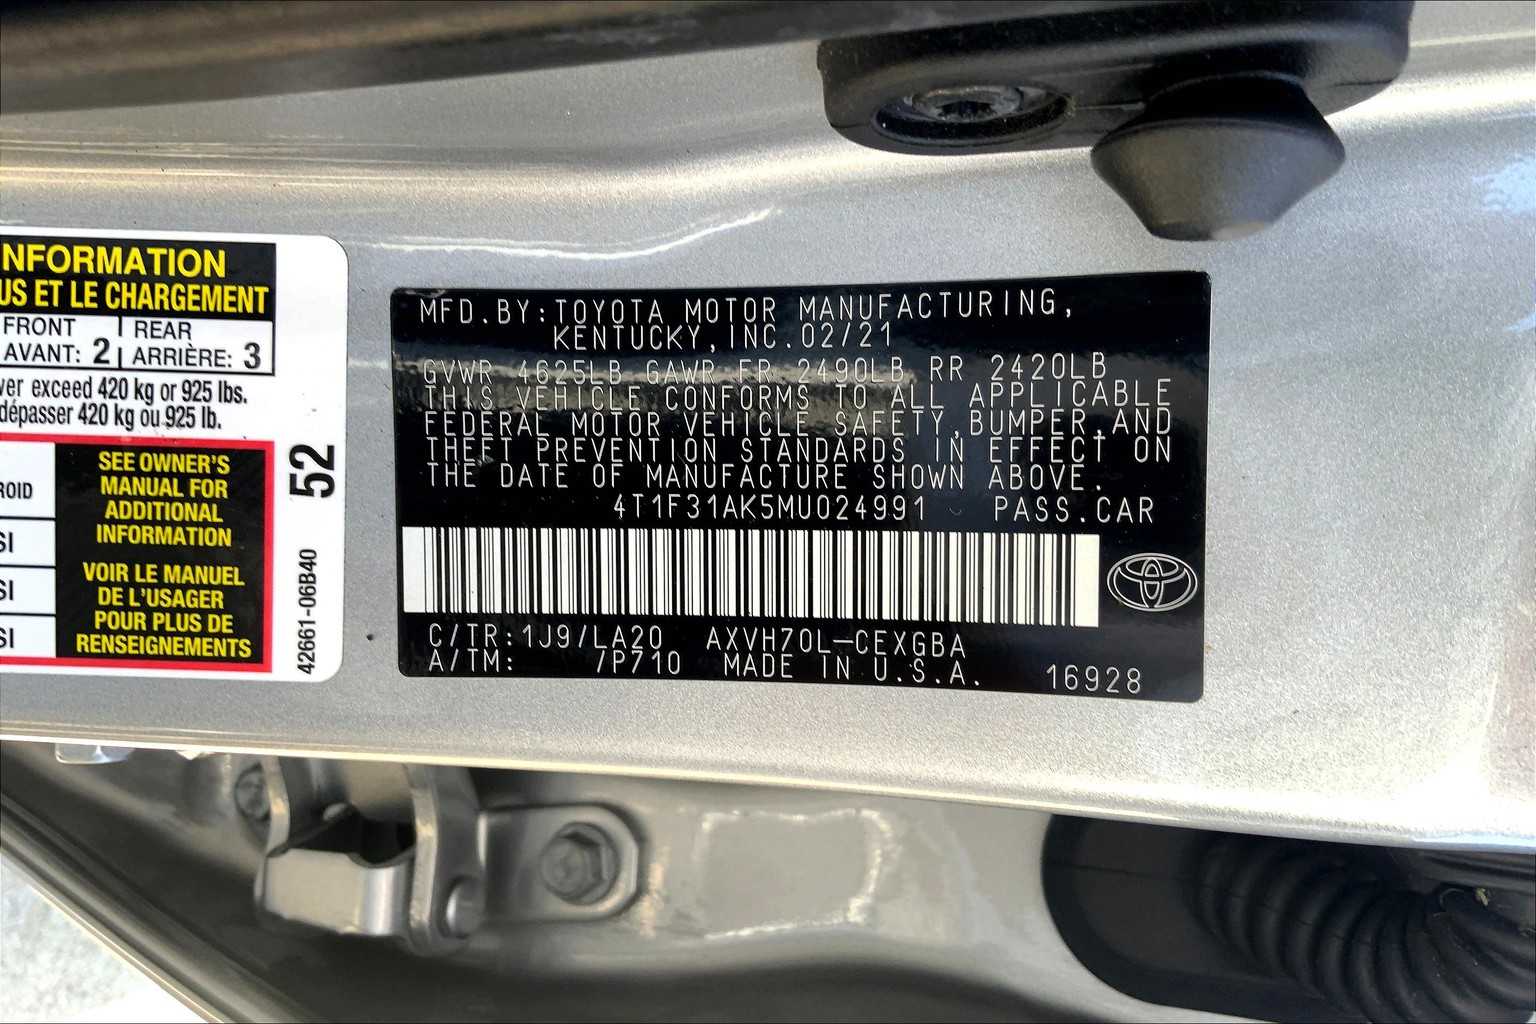 NFORMATION
US ET LE CHARGEMENT
FRONT
AVANT: 2
REAR
ARRIÈRE: 3
ver exceed 420 kg or 925 lbs.
dépasser 420 kg ou 925 lb.
ROID
SI
SI
SI
SEE OWNER'S
MANUAL FOR
ADDITIONAL
INFORMATION
VOIR LE MANUEL
DE L'USAGER
POUR PLUS DE
RENSEIGNEMENTS
52
42661-06B40
MFD.BY:TOYOTA MOTOR MANUFACTURING,
KENTUCKY,INC.02/21
GVWR 4625LB GAWR FR 2490LB RR 2420LB
THIS VEHICLE CONFORMS TO ALL APPLICABLE
FEDERAL MOTOR VEHICLE SAFETY,BUMPER,AND
THEFT PREVENTION STANDARDS IN EFFECT ON
THE DATE OF MANUFACTURE SHOWN ABOVE.
4T1F31AK5MU024991 PASS.CAR
C/TR:1J9/LA20 AXVH70L-CEXGBA
A/TM: /P710 MADE IN U.S.A. 16928